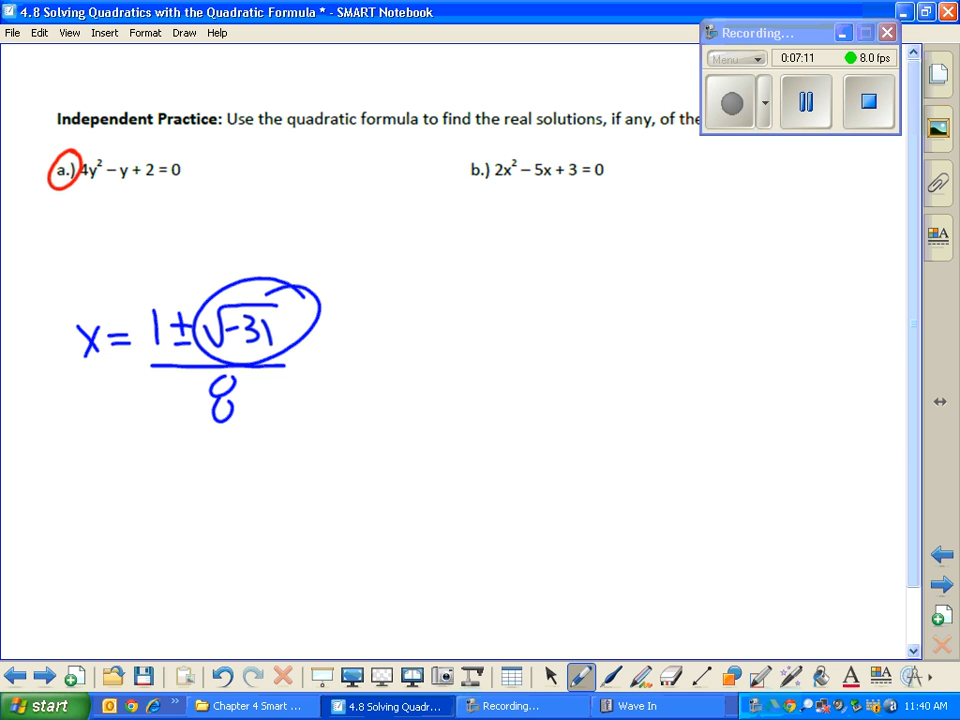 4.8 Solving Quadratics with the Quadratic Formula * - SMART Notebook
File Edit View Insert Format Draw Help
Recording...
Menu 0:07:11 8.0 fps
Independent Practice: Use the quadratic formula to find the real solutions, if any, of the
a.) 4y² – y + 2 = 0 b.) 2x² – 5x + 3 = 0
x = 1 ± √-31
8
start Chapter 4 Smart ... 4.8 Solving Quadr... Recording... Wave In 11:40 AM